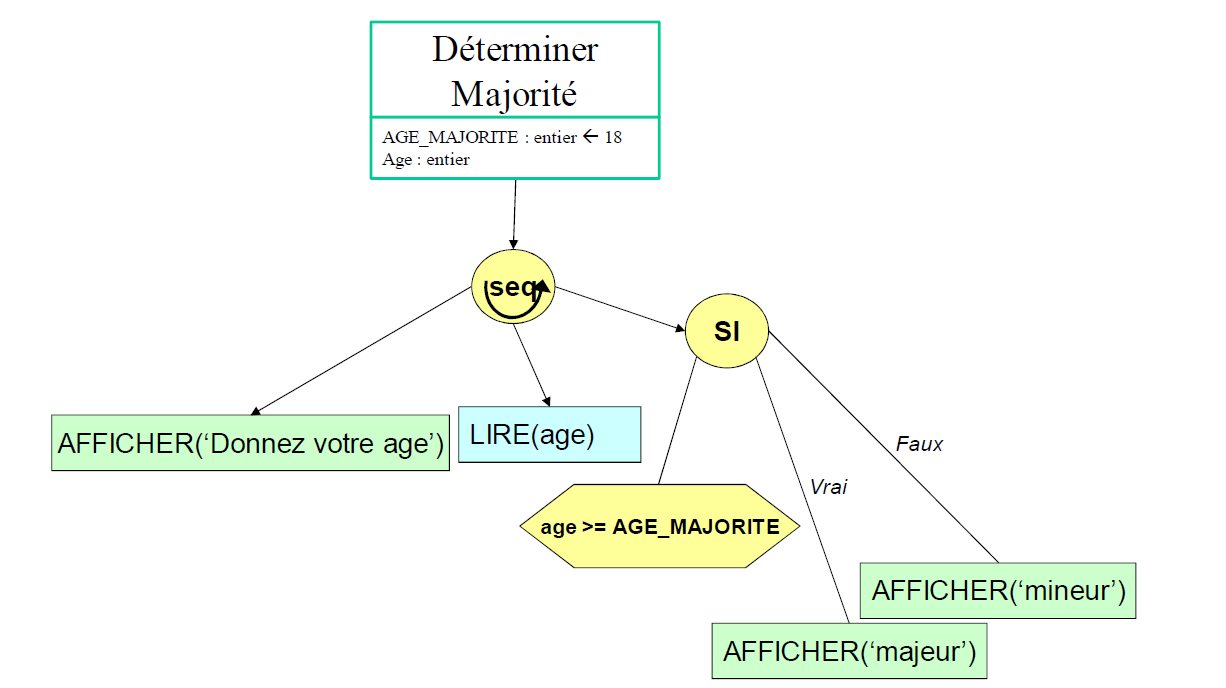 Déterminer
Majorité
AGE_MAJORITE : entier ← 18
Age : entier
seq
SI
AFFICHER(‘Donnez votre age’)
LIRE(age)
Faux
Vrai
age >= AGE_MAJORITE
AFFICHER(‘mineur’)
AFFICHER(‘majeur’)